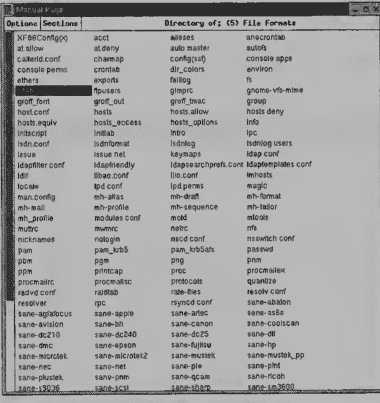 Manual Page
Options Sections Directory of: (5) File Formats
XF86Config(x) acct aliases anacrontab
at.allow at.deny auto master autofs
callerid.conf charmap config(ssl) console apps
console perms crontab dir_colors environ
ethers exports faillog fs
ftpusers gimprc gnome-vfs-mime
groff_font groff_out groff_tmac group
host.conf hosts hosts.allow hosts deny
hosts.equiv hosts_access hosts_options info
initscript inittab intro ipc
isdn.conf isdnformat isdnlog isdnlog users
issue issue net keymaps ldap conf
ldapfilter conf ldapfriendly ldapsearchprefs.conf ldaptemplates conf
ldif libao.conf lilo.conf lmhosts
locale lpd conf lpd perms magic
man.config mh-alias mh-draft mh-format
mh-mail mh-profile mh-sequence mh-tailor
mh_profile modules conf motd mtools
muttrc mwmrc netrc nfs
nicknames nologin nscd conf nsswitch conf
pam pam_krb5 pam_krb5afs passwd
pbm pgm png pnm
ppm printcap proc procmailex
procmailrc protocols quantize
radvd conf raidtab rate-files resolv conf
resolver rpc rsyncd conf sane-abaton
sane-agfafocus sane-apple sane-artec sane-as6e
sane-avision sane-bh sane-canon sane-coolscan
sane-dc210 sane-dc240 sane-dc25 sane-dll
sane-dmc sane-epson sane-fujitsu sane-hp
sane-microtek sane-microtek2 sane-mustek sane-mustek_pp
sane-nec sane-net sane-pie sane-pint
sane-plustek sane-pnm sane-qcam sane-ricoh
sane-s9036 sane-scsi sane-sharp sane-sm3600